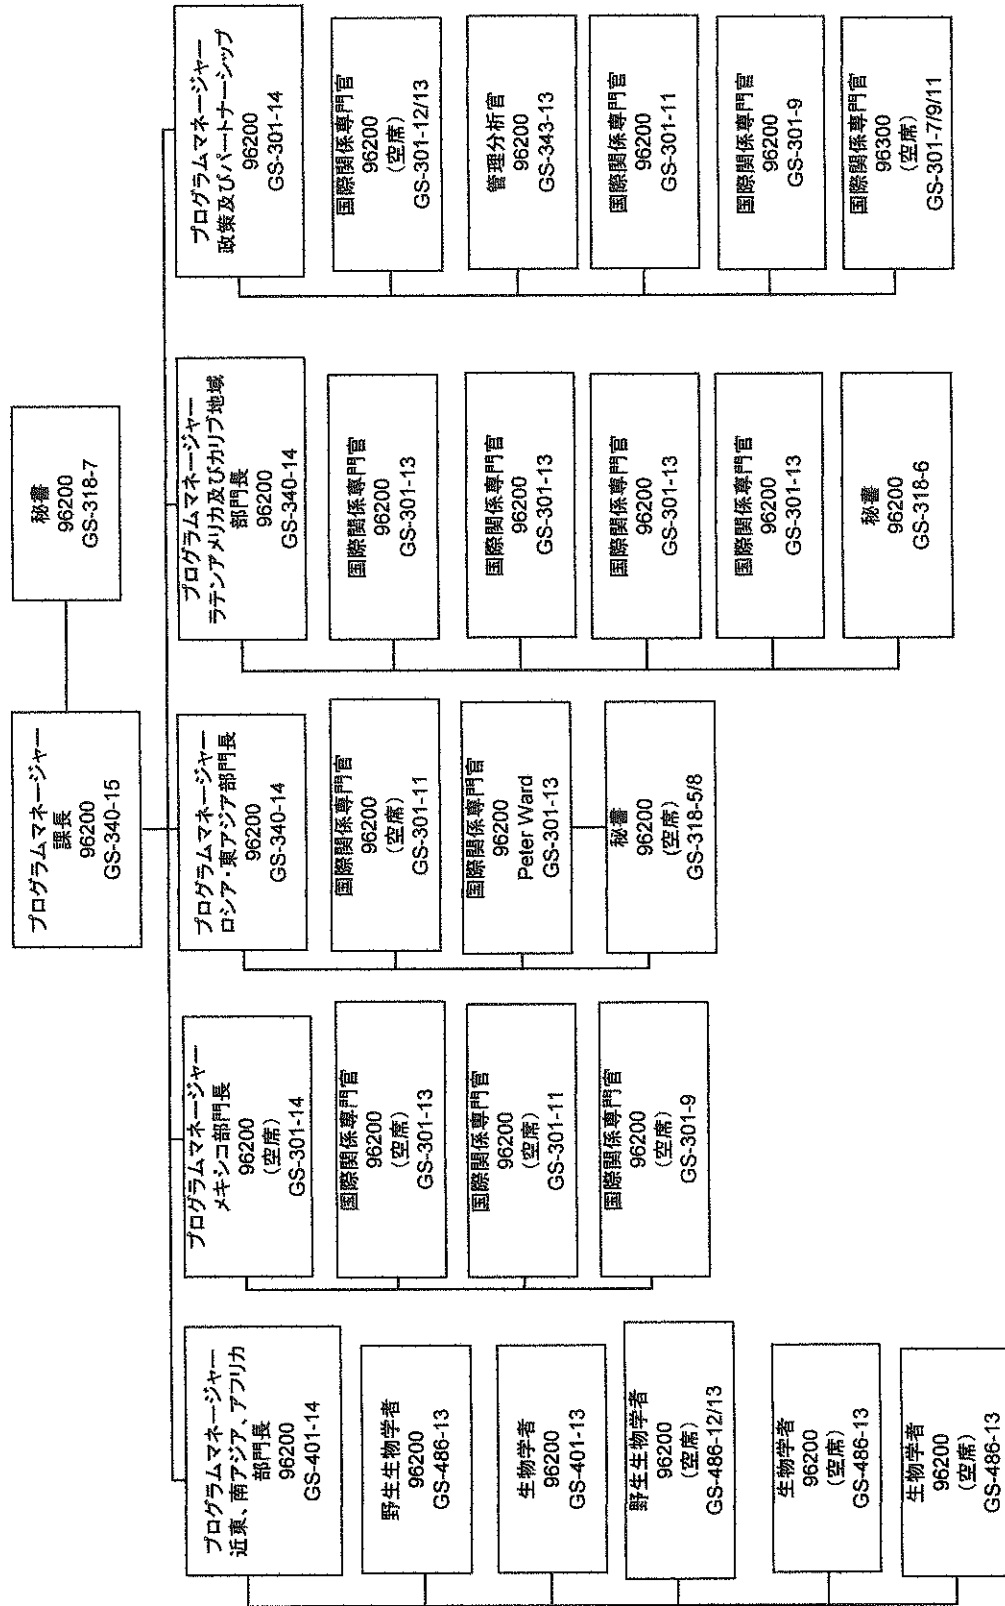 プログラムマネージャー
課長
96200
GS-340-15
秘書
96200
GS-318-7
プログラムマネージャー
近東、南アジア、アフリカ
部門長
96200
GS-401-14
野生生物学者
96200
GS-486-13
生物学者
96200
GS-401-13
野生生物学者
96200
(空席)
GS-486-12/13
生物学者
96200
(空席)
GS-486-13
生物学者
96200
(空席)
GS-486-13
プログラムマネージャー
メキシコ部門長
96200
(空席)
GS-301-14
国際関係専門官
96200
(空席)
GS-301-13
国際関係専門官
96200
(空席)
GS-301-11
国際関係専門官
96200
(空席)
GS-301-9
プログラムマネージャー
ロシア・東アジア部門長
96200
GS-340-14
国際関係専門官
96200
(空席)
GS-301-11
国際関係専門官
96200
Peter Ward
GS-301-13
秘書
96200
(空席)
GS-318-5/8
プログラムマネージャー
ラテンアメリカ及びカリブ地域
部門長
96200
GS-340-14
国際関係専門官
96200
GS-301-13
国際関係専門官
96200
GS-301-13
国際関係専門官
96200
GS-301-13
国際関係専門官
96200
GS-301-13
秘書
96200
GS-318-6
プログラムマネージャー
政策及びパートナーシップ
96200
GS-301-14
国際関係専門官
96200
(空席)
GS-301-12/13
管理分析官
96200
GS-343-13
国際関係専門官
96200
GS-301-11
国際関係専門官
96200
GS-301-9
国際関係専門官
96300
(空席)
GS-301-7/9/11